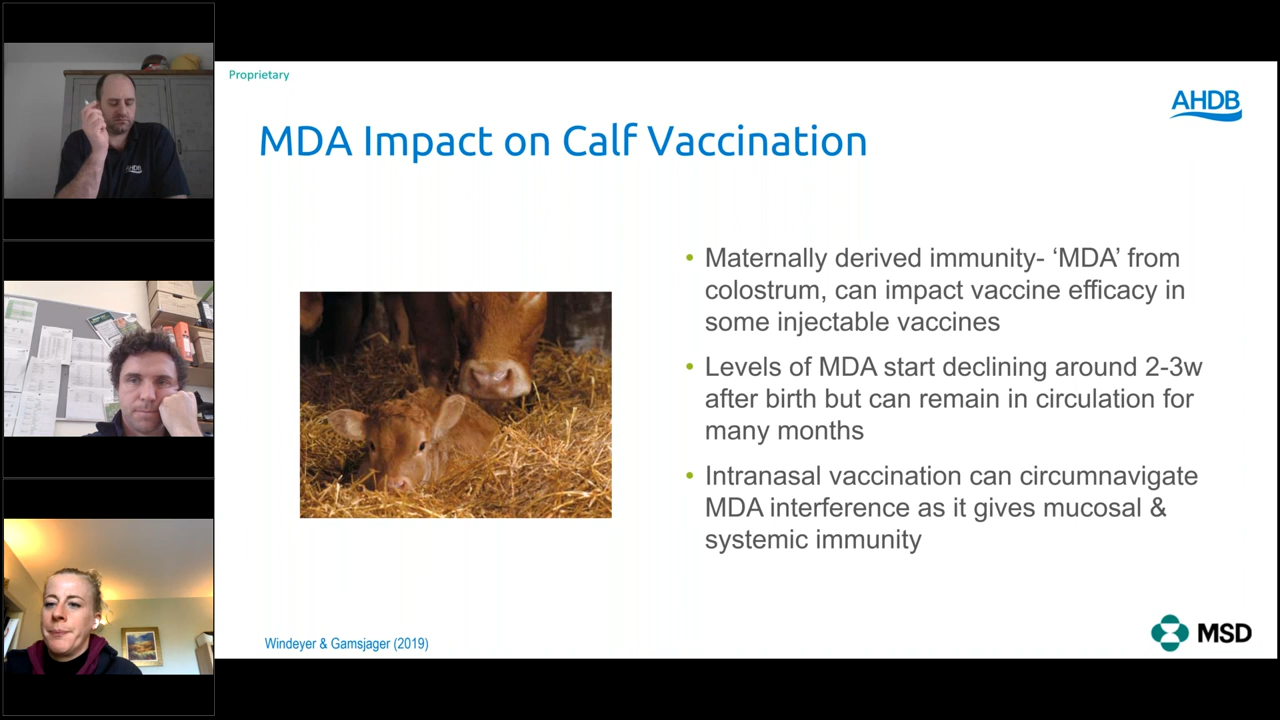 Proprietary
AHDB
MDA Impact on Calf Vaccination
• Maternally derived immunity- ‘MDA’ from
colostrum, can impact vaccine efficacy in
some injectable vaccines
• Levels of MDA start declining around 2-3w
after birth but can remain in circulation for
many months
• Intranasal vaccination can circumnavigate
MDA interference as it gives mucosal &
systemic immunity
Windeyer & Gamsjager (2019)
MSD
AHDB